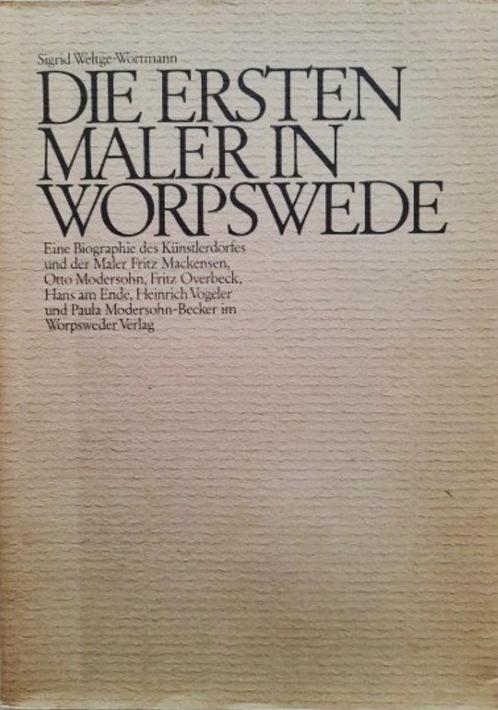 Sigrid Weltge-Wortmann
DIE ERSTEN
MALER IN
WORPSWEDE
Eine Biographie des Künstlerdorfes
und der Maler Fritz Mackensen,
Otto Modersohn, Fritz Overbeck,
Hans am Ende, Heinrich Vogeler
und Paula Modersohn-Becker im
Worpsweder Verlag